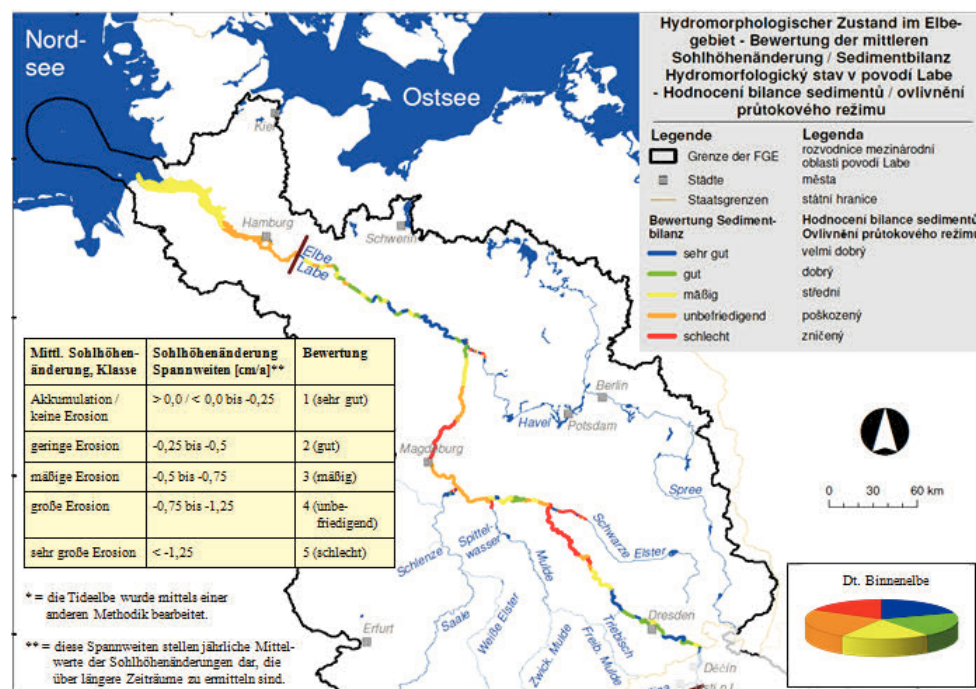 Hydromorphologischer Zustand im Elbe-
gebiet - Bewertung der mittleren
Sohlhöhenänderung / Sedimentbilanz
Hydromorfologický stav v povodí Labe
- Hodnocení bilance sedimentů / ovlivnění
průtokového režimu
Legende
Legenda
Grenze der FGE
rozvodnice mezinárodní
oblasti povodí Labe
Städte
města
Staatsgrenzen
státní hranice
Bewertung Sediment-
bilanz
Hodnocení bilance sedimentů
Ovlivnění průtokového režimu
sehr gut
velmi dobrý
gut
dobrý
mäßig
střední
unbefriedigend
poškozený
schlecht
zničený
Nord-
see
Ostsee
Kiel
Hamburg
Schwerin
Elbe
Labe
Berlin
Havel
Potsdam
Magdeburg
Spree
0 30 60 km
Schwarze Elster
Spittel-
wasser
Schlenze
Mulde
Saale
Weiße Elster
Zwick. Mulde
Freib. Mulde
Triebisch
Dresden
Erfurt
Děčín
Mittl. Sohlhöhen-
änderung, Klasse
Sohlhöhenänderung
Spannweiten [cm/a]**
Bewertung
Akkumulation /
keine Erosion
> 0,0 / < 0,0 bis -0,25
1 (sehr gut)
geringe Erosion
-0,25 bis -0,5
2 (gut)
mäßige Erosion
-0,5 bis -0,75
3 (mäßig)
große Erosion
-0,75 bis -1,25
4 (unbe-
friedigend)
sehr große Erosion
< -1,25
5 (schlecht)
* = die Tideelbe wurde mittels einer
anderen Methodik bearbeitet.
** = diese Spannweiten stellen jährliche Mittel-
werte der Sohlhöhenänderungen dar, die
über längere Zeiträume zu ermitteln sind.
Dt. Binnenelbe